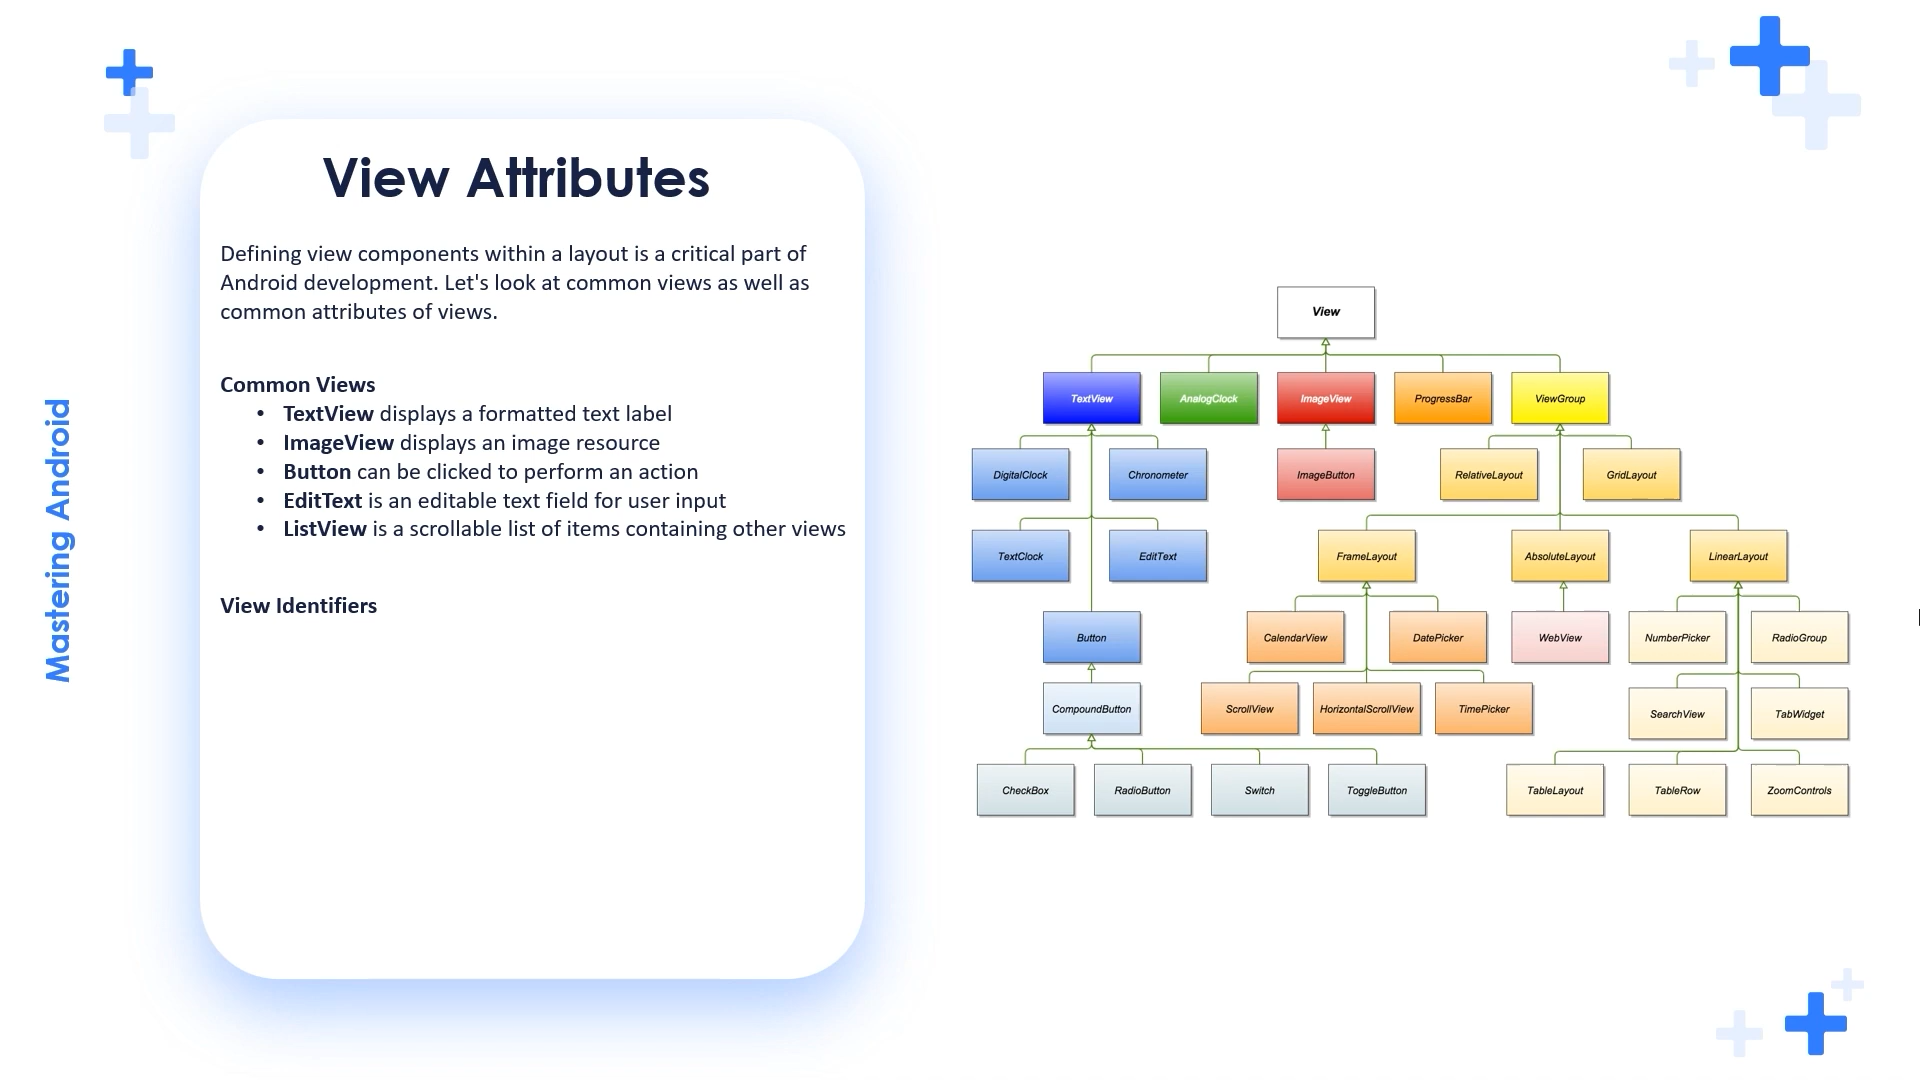 Mastering Android
View Attributes
Defining view components within a layout is a critical part of
Android development. Let's look at common views as well as
common attributes of views.
Common Views
• TextView displays a formatted text label
• ImageView displays an image resource
• Button can be clicked to perform an action
• EditText is an editable text field for user input
• ListView is a scrollable list of items containing other views
View Identifiers
View
TextView AnalogClock ImageView ProgressBar ViewGroup
DigitalClock Chronometer ImageButton RelativeLayout GridLayout
TextClock EditText FrameLayout AbsoluteLayout LinearLayout
Button CalendarView DatePicker WebView NumberPicker RadioGroup
CompoundButton ScrollView HorizontalScrollView TimePicker SearchView TabWidget
CheckBox RadioButton Switch ToggleButton TableLayout TableRow ZoomControls